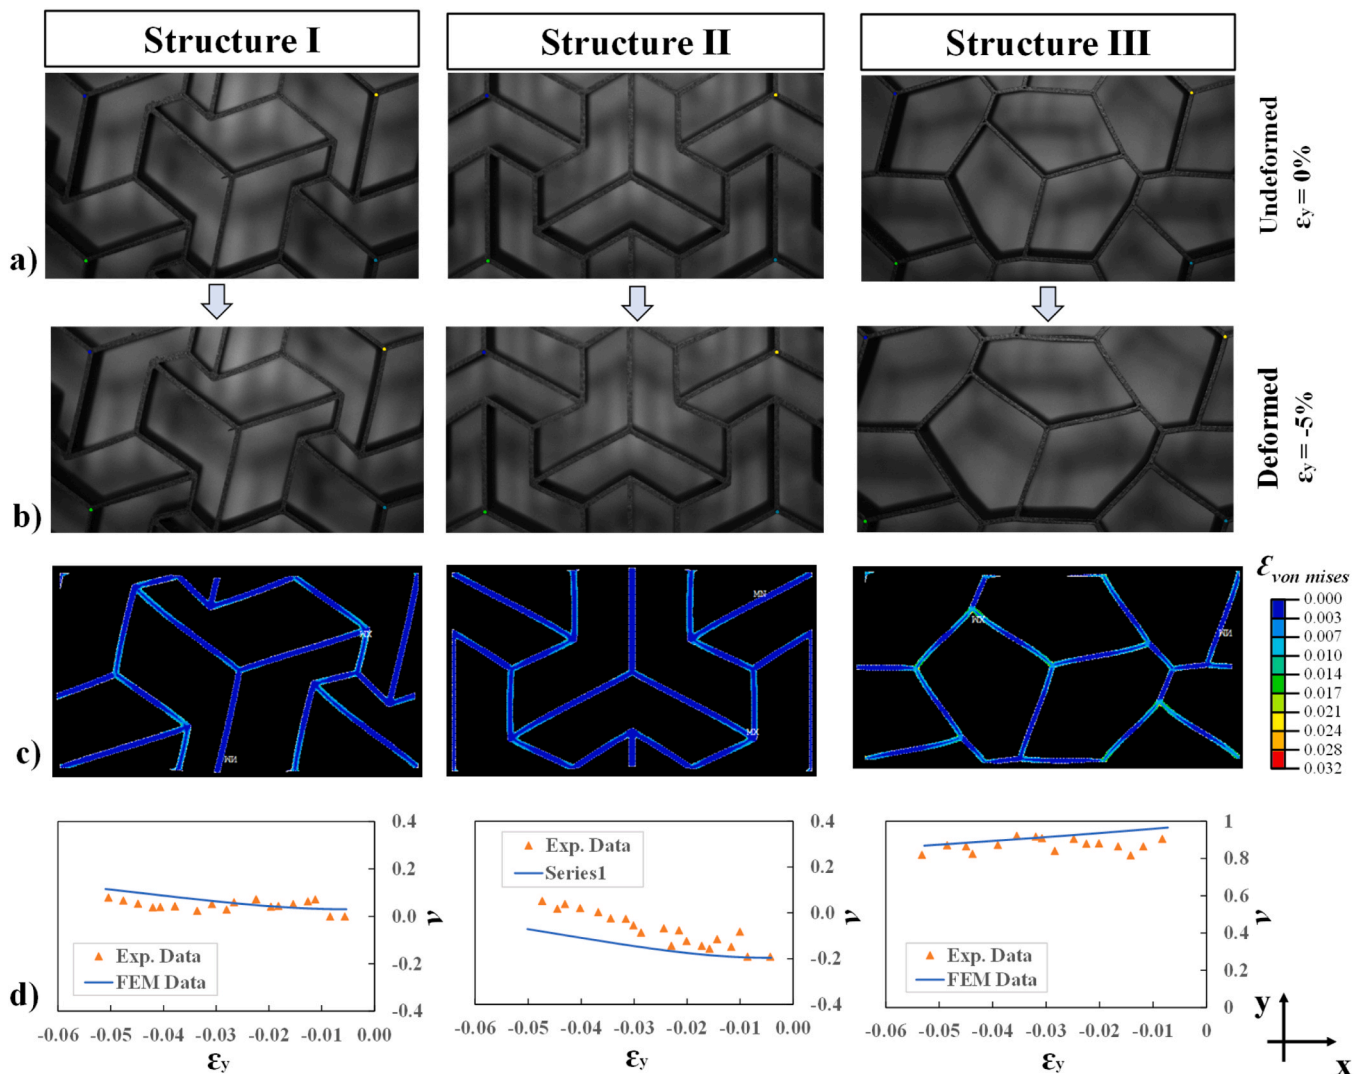 Structure I
Structure II
Structure III
Undeformed
εy = 0%
a)
Deformed
εy = -5%
b)
MX
MN
MN
MX
MX
MN
c)
εvon mises
0.000
0.003
0.007
0.010
0.014
0.017
0.021
0.024
0.028
0.032
d)
0.4
0.2
0.0
-0.2
-0.4
ν
Exp. Data
FEM Data
-0.06 -0.05 -0.04 -0.03 -0.02 -0.01 0.00
εy
0.4
0.2
0.0
-0.2
-0.4
ν
Exp. Data
Series1
-0.06 -0.05 -0.04 -0.03 -0.02 -0.01 0.00
εy
1
0.8
0.6
0.4
0.2
0
ν
Exp. Data
FEM Data
-0.06 -0.05 -0.04 -0.03 -0.02 -0.01 0
εy
y
x